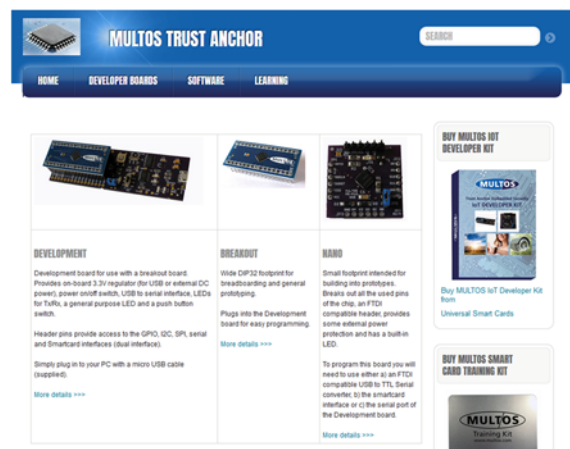 MULTOS TRUST ANCHOR
SEARCH
HOME DEVELOPER BOARDS SOFTWARE LEARNING
DEVELOPMENT
Development board for use with a breakout board.
Provides on-board 3.3V regulator (for USB or external DC
power), power on/off switch, USB to serial interface, LEDs
for Tx/Rx, a general purpose LED and a push button
switch.
Header pins provide access to the GPIO, I2C, SPI, serial
and Smartcard interfaces (dual interface).
Simply plug in to your PC with a micro USB cable
(supplied).
More details >>>
BREAKOUT
Wide DIP32 footprint for
breadboarding and general
prototyping.
Plugs into the Development
board for easy programming.
More details >>>
NANO
Small footprint intended for
building into prototypes.
Breaks out all the used pins
of the chip, an FTDI
compatible header, provides
some external power
protection and has a built-in
LED.
To program this board you will
need to use either a) an FTDI
compatible USB to TTL Serial
converter, b) the smartcard
interface or c) the serial port of
the Development board.
More details >>>
BUY MULTOS IOT
DEVELOPER KIT
MULTOS
IoT DEVELOPER KIT
Buy MULTOS IoT Developer Kit
from
Universal Smart Cards
BUY MULTOS SMART
CARD TRAINING KIT
MULTOS
Training Kit